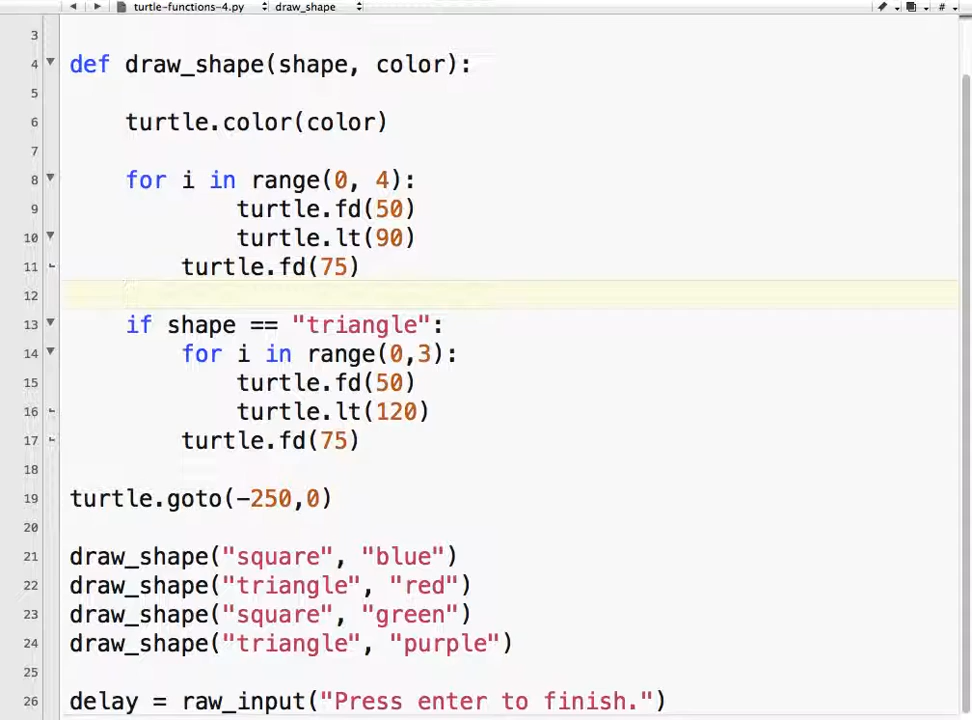 turtle-functions-4.py draw_shape #
3
4 def draw_shape(shape, color):
5
6     turtle.color(color)
7
8     for i in range(0, 4):
9             turtle.fd(50)
10             turtle.lt(90)
11         turtle.fd(75)
12
13     if shape == "triangle":
14         for i in range(0,3):
15             turtle.fd(50)
16             turtle.lt(120)
17         turtle.fd(75)
18
19 turtle.goto(-250,0)
20
21 draw_shape("square", "blue")
22 draw_shape("triangle", "red")
23 draw_shape("square", "green")
24 draw_shape("triangle", "purple")
25
26 delay = raw_input("Press enter to finish.")